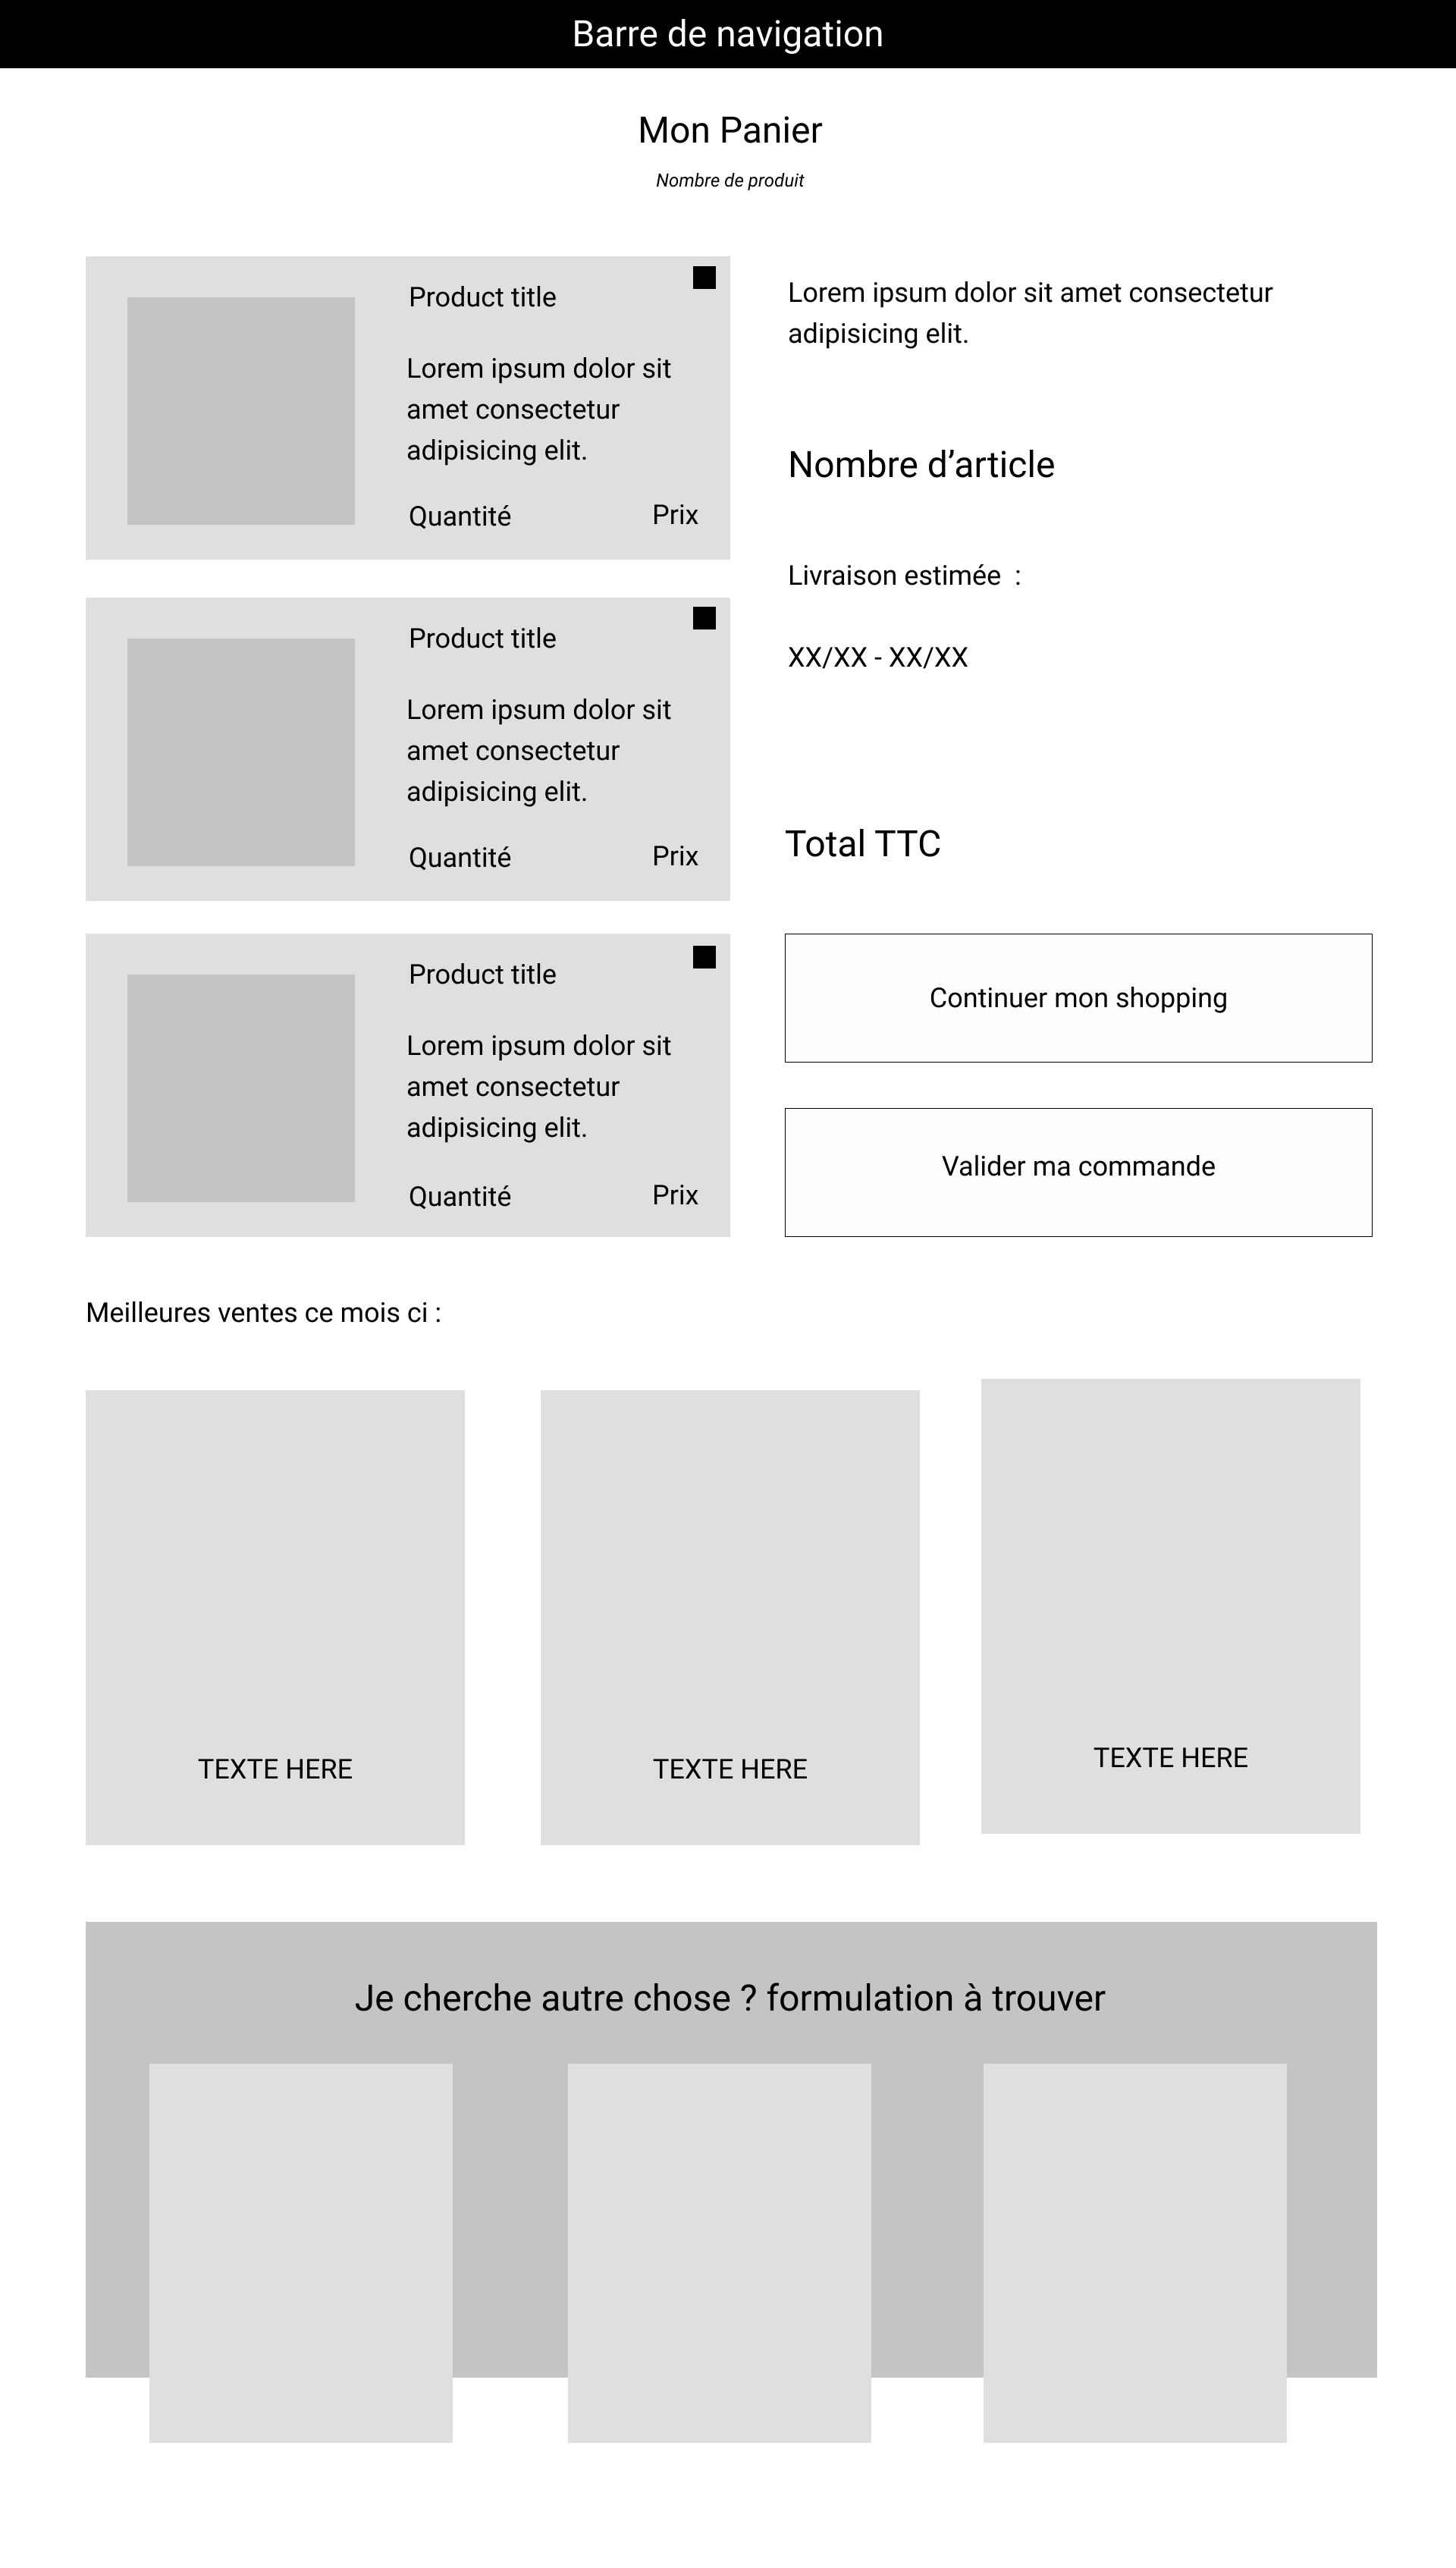 Barre de navigation
Mon Panier
Nombre de produit
Product title
Lorem ipsum dolor sit
amet consectetur
adipisicing elit.
Quantité
Prix
Product title
Lorem ipsum dolor sit
amet consectetur
adipisicing elit.
Quantité
Prix
Product title
Lorem ipsum dolor sit
amet consectetur
adipisicing elit.
Quantité
Prix
Lorem ipsum dolor sit amet consectetur
adipisicing elit.
Nombre d’article
Livraison estimée  :
XX/XX - XX/XX
Total TTC
Continuer mon shopping
Valider ma commande
Meilleures ventes ce mois ci :
TEXTE HERE
TEXTE HERE
TEXTE HERE
Je cherche autre chose ? formulation à trouver